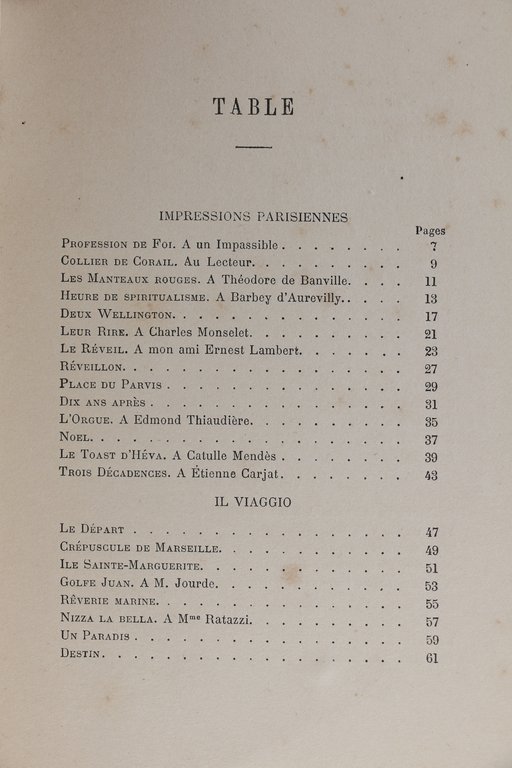 TABLE
IMPRESSIONS PARISIENNES
Pages
Profession de Foi. A un Impassible . . . . . . . . 7
Collier de Corail. Au Lecteur. . . . . . . . . . 9
Les Manteaux rouges. A Théodore de Banville. . . . 11
Heure de spiritualisme. A Barbey d'Aurevilly. . . . . 13
Deux Wellington. . . . . . . . . . . . . . 17
Leur Rire. A Charles Monselet. . . . . . . . . . 21
Le Réveil. A mon ami Ernest Lambert. . . . . . . 23
Réveillon. . . . . . . . . . . . . . . . . 27
Place du Parvis . . . . . . . . . . . . . . 29
Dix ans après . . . . . . . . . . . . . . . 31
L'Orgue. A Edmond Thiaudière. . . . . . . . . . 35
Noel. . . . . . . . . . . . . . . . . . . 37
Le Toast d'Héva. A Catulle Mendès . . . . . . . . 39
Trois Décadences. A Étienne Carjat. . . . . . . . 43
IL VIAGGIO
Le Départ . . . . . . . . . . . . . . . . 47
Crépuscule de Marseille. . . . . . . . . . . . 49
Ile Sainte-Marguerite. . . . . . . . . . . . . 51
Golfe Juan. A M. Jourde. . . . . . . . . . . . 53
Rêverie marine. . . . . . . . . . . . . . . 55
Nizza la bella. A Mme Ratazzi. . . . . . . . . . 57
Un Paradis . . . . . . . . . . . . . . . . 59
Destin. . . . . . . . . . . . . . . . . . 61